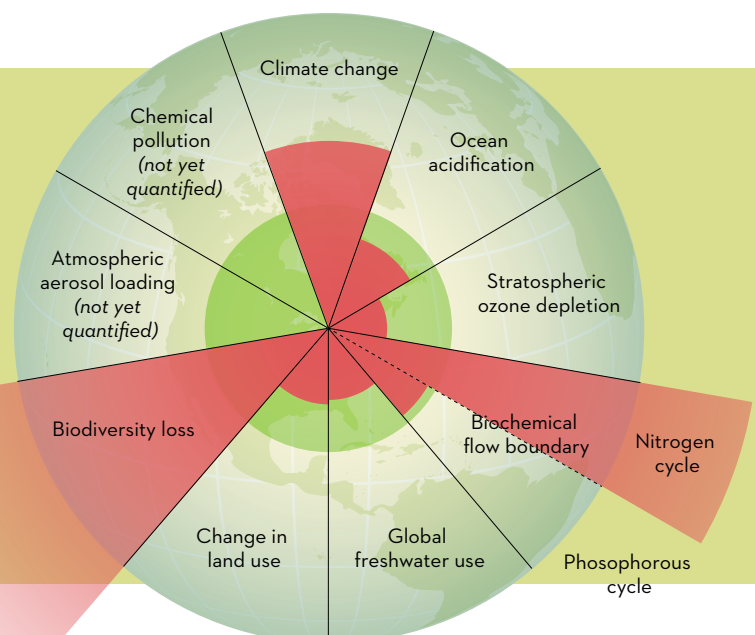 Climate change
Chemical
pollution
(not yet
quantified)
Ocean
acidification
Atmospheric
aerosol loading
(not yet
quantified)
Stratospheric
ozone depletion
Biodiversity loss
Biochemical
flow boundary
Nitrogen
cycle
Change in
land use
Global
freshwater use
Phosophorous
cycle